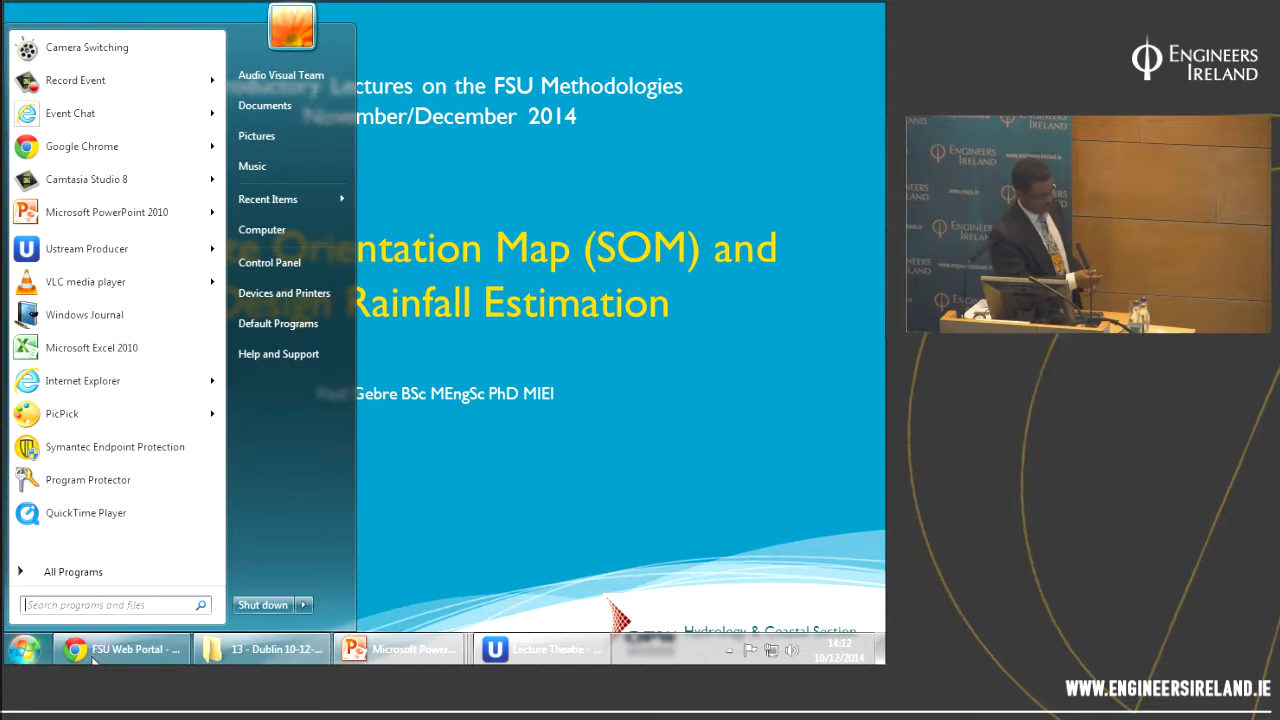 Camera Switching
Record Event
Event Chat
Google Chrome
Camtasia Studio 8
Microsoft PowerPoint 2010
Ustream Producer
VLC media player
Windows Journal
Microsoft Excel 2010
Internet Explorer
PicPick
Symantec Endpoint Protection
Program Protector
QuickTime Player
All Programs
Search programs and files
Audio Visual Team
Documents
Pictures
Music
Recent Items
Computer
Control Panel
Devices and Printers
Default Programs
Help and Support
Shut down
ctures on the FSU Methodologies
mber/December 2014
ntation Map (SOM) and
Rainfall Estimation
Gebre BSc MEngSc PhD MIEI
Hydrology & Coastal Section
FSU Web Portal - ...
13 - Dublin 10-12-...
Microsoft Power...
Lecture Theatre - ...
14:12
10/12/2014
ENGINEERS
IRELAND
ENGINEERS
IRELAND
WWW.ENGINEERSIRELAND.IE